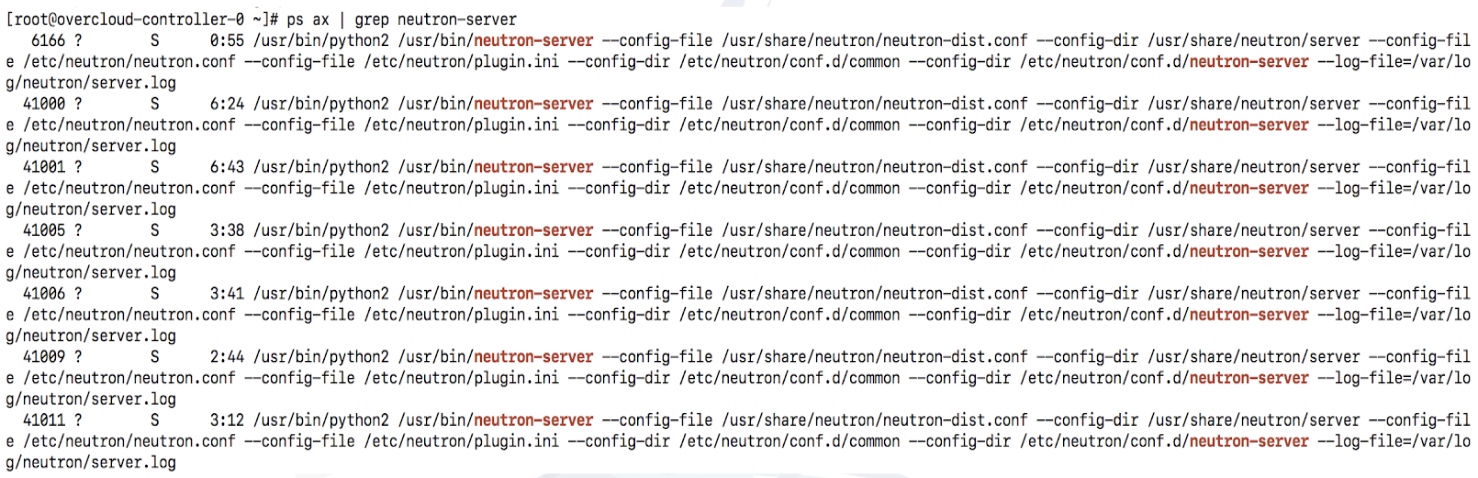 [root@overcloud-controller-0 ~]# ps ax | grep neutron-server
6166 ? S 0:55 /usr/bin/python2 /usr/bin/neutron-server --config-file /usr/share/neutron/neutron-dist.conf --config-dir /usr/share/neutron/server --config-fil
e /etc/neutron/neutron.conf --config-file /etc/neutron/plugin.ini --config-dir /etc/neutron/conf.d/common --config-dir /etc/neutron/conf.d/neutron-server --log-file=/var/lo
g/neutron/server.log
41000 ? S 6:24 /usr/bin/python2 /usr/bin/neutron-server --config-file /usr/share/neutron/neutron-dist.conf --config-dir /usr/share/neutron/server --config-fil
e /etc/neutron/neutron.conf --config-file /etc/neutron/plugin.ini --config-dir /etc/neutron/conf.d/common --config-dir /etc/neutron/conf.d/neutron-server --log-file=/var/lo
g/neutron/server.log
41001 ? S 6:43 /usr/bin/python2 /usr/bin/neutron-server --config-file /usr/share/neutron/neutron-dist.conf --config-dir /usr/share/neutron/server --config-fil
e /etc/neutron/neutron.conf --config-file /etc/neutron/plugin.ini --config-dir /etc/neutron/conf.d/common --config-dir /etc/neutron/conf.d/neutron-server --log-file=/var/lo
g/neutron/server.log
41005 ? S 3:38 /usr/bin/python2 /usr/bin/neutron-server --config-file /usr/share/neutron/neutron-dist.conf --config-dir /usr/share/neutron/server --config-fil
e /etc/neutron/neutron.conf --config-file /etc/neutron/plugin.ini --config-dir /etc/neutron/conf.d/common --config-dir /etc/neutron/conf.d/neutron-server --log-file=/var/lo
g/neutron/server.log
41006 ? S 3:41 /usr/bin/python2 /usr/bin/neutron-server --config-file /usr/share/neutron/neutron-dist.conf --config-dir /usr/share/neutron/server --config-fil
e /etc/neutron/neutron.conf --config-file /etc/neutron/plugin.ini --config-dir /etc/neutron/conf.d/common --config-dir /etc/neutron/conf.d/neutron-server --log-file=/var/lo
g/neutron/server.log
41009 ? S 2:44 /usr/bin/python2 /usr/bin/neutron-server --config-file /usr/share/neutron/neutron-dist.conf --config-dir /usr/share/neutron/server --config-fil
e /etc/neutron/neutron.conf --config-file /etc/neutron/plugin.ini --config-dir /etc/neutron/conf.d/common --config-dir /etc/neutron/conf.d/neutron-server --log-file=/var/lo
g/neutron/server.log
41011 ? S 3:12 /usr/bin/python2 /usr/bin/neutron-server --config-file /usr/share/neutron/neutron-dist.conf --config-dir /usr/share/neutron/server --config-fil
e /etc/neutron/neutron.conf --config-file /etc/neutron/plugin.ini --config-dir /etc/neutron/conf.d/common --config-dir /etc/neutron/conf.d/neutron-server --log-file=/var/lo
g/neutron/server.log